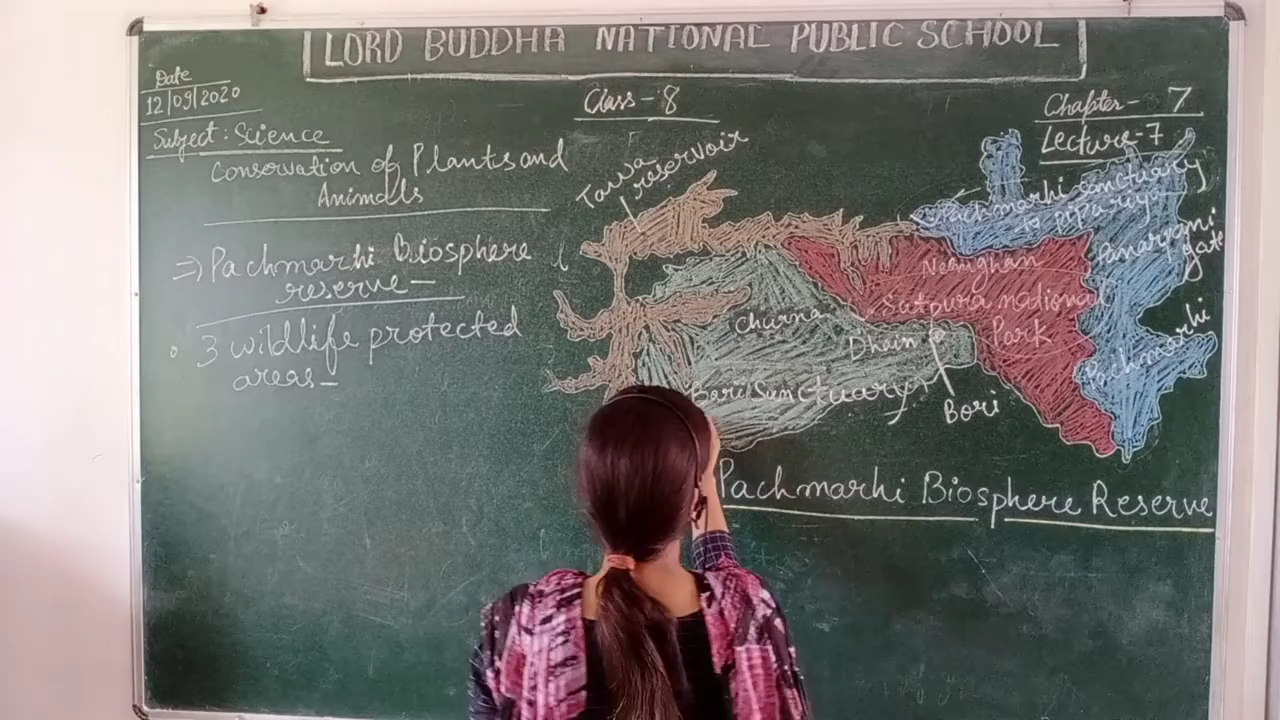 LORD BUDDHA NATIONAL PUBLIC SCHOOL
Date
12/09/2020
Class - 8
Chapter - 7
Subject : Science
Lecture - 7
Conservation of Plants and
Animals
⇒ Pachmarhi Biosphere
reserve -
3 wildlife protected
areas -
Tawa
reservoir
Pachmarhi sanctuary
to pipariya
Panarpani
gate
Neemghan
Satpura national
Park
Churna
Dhain
Pachmarhi
Bori Sanctuary
Bori
Pachmarhi Biosphere Reserve